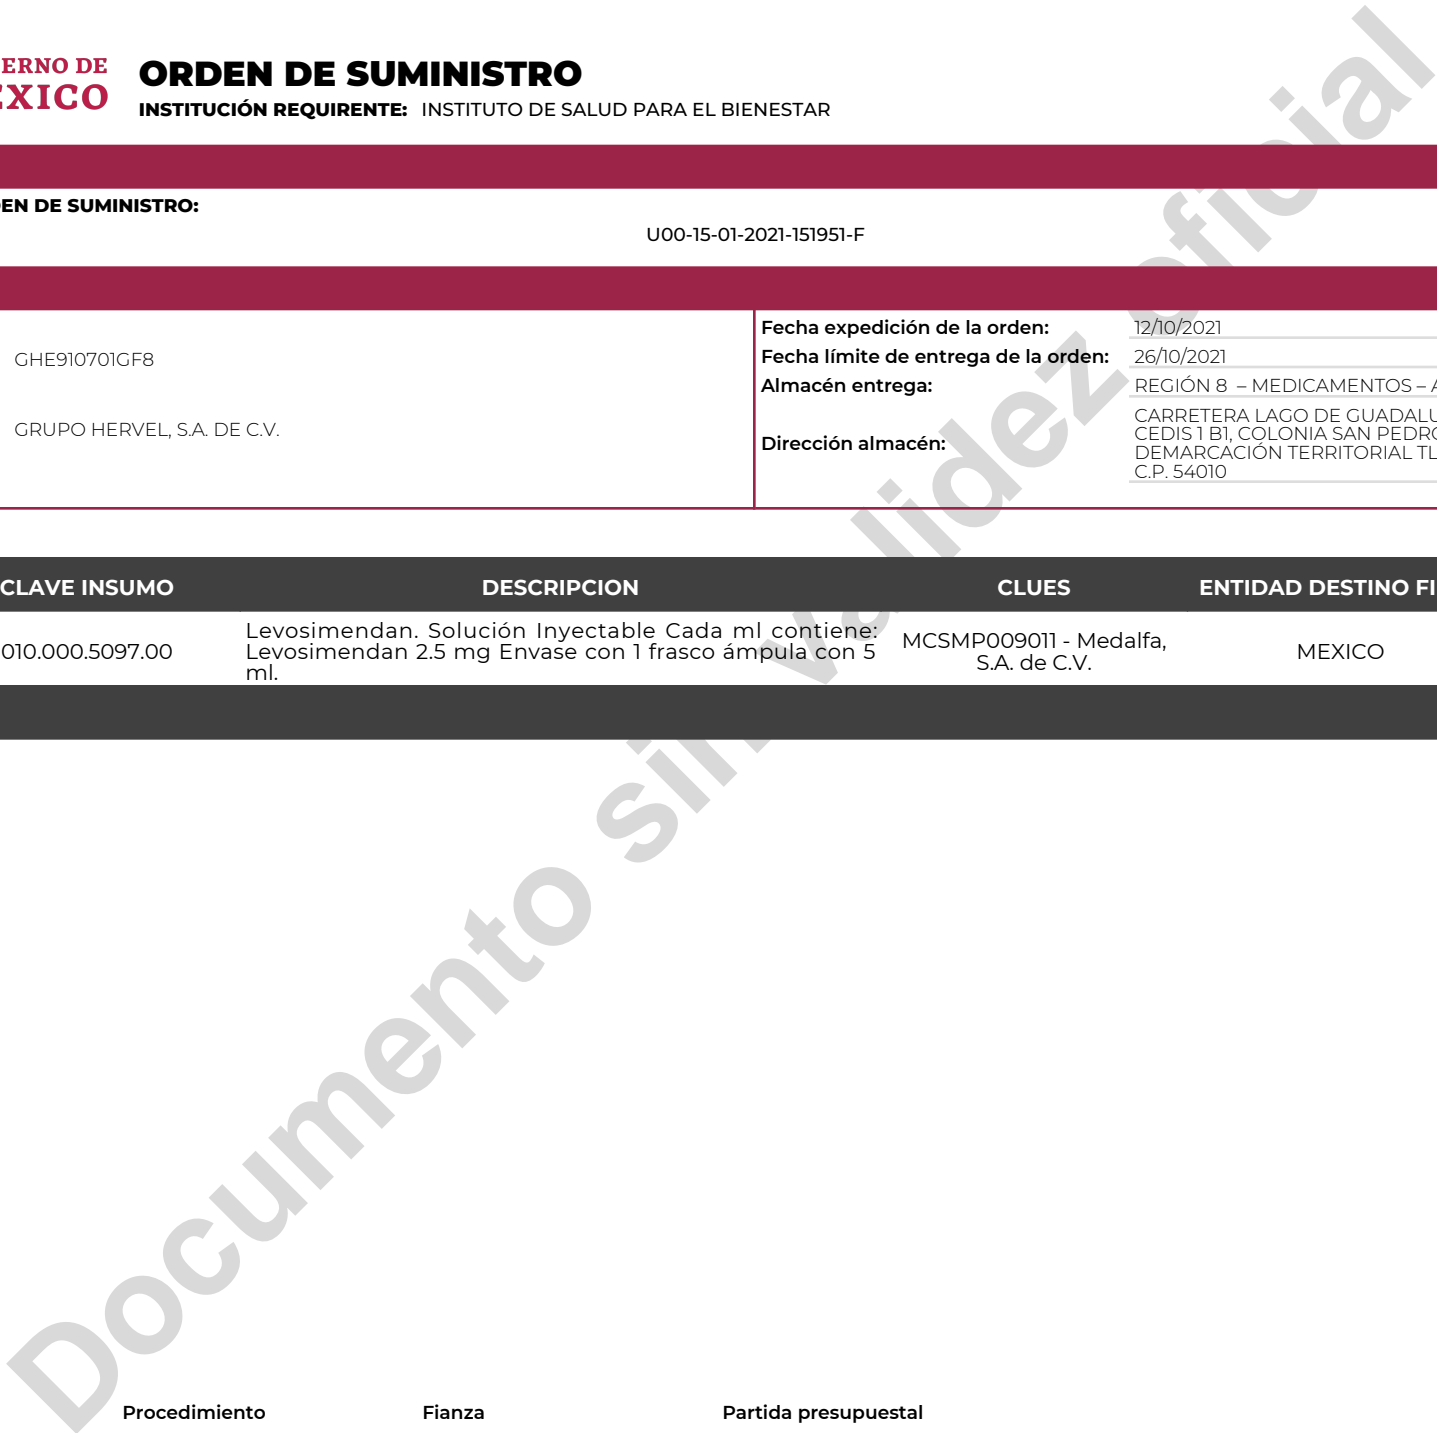 ERNO DE
EXICO
ORDEN DE SUMINISTRO
INSTITUCIÓN REQUIRENTE: INSTITUTO DE SALUD PARA EL BIENESTAR
EN DE SUMINISTRO:
U00-15-01-2021-151951-F
GHE910701GF8
GRUPO HERVEL, S.A. DE C.V.
Fecha expedición de la orden: 12/10/2021
Fecha límite de entrega de la orden: 26/10/2021
Almacén entrega: REGIÓN 8 – MEDICAMENTOS – A
Dirección almacén:
CARRETERA LAGO DE GUADALU
CEDIS 1 B1, COLONIA SAN PEDRO
DEMARCACIÓN TERRITORIAL TL
C.P. 54010
CLAVE INSUMO DESCRIPCION CLUES ENTIDAD DESTINO FI
010.000.5097.00
Levosimendan. Solución Inyectable Cada ml contiene:
Levosimendan 2.5 mg Envase con 1 frasco ámpula con 5
ml.
MCSMP009011 - Medalfa,
S.A. de C.V.
MEXICO
Documento sin validez oficial
Procedimiento Fianza Partida presupuestal